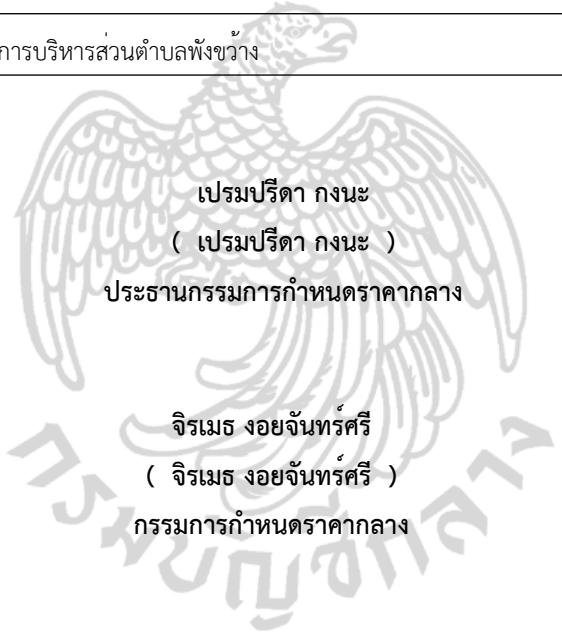 การบริหารส่วนตำบลพังขว้าง
เปรมปรีดา กงนะ
( เปรมปรีดา กงนะ )
ประธานกรรมการกำหนดราคากลาง
จิรเมธ งอยจันทร์ศรี
( จิรเมธ งอยจันทร์ศรี )
กรรมการกำหนดราคากลาง
กรมบัญชีกลาง